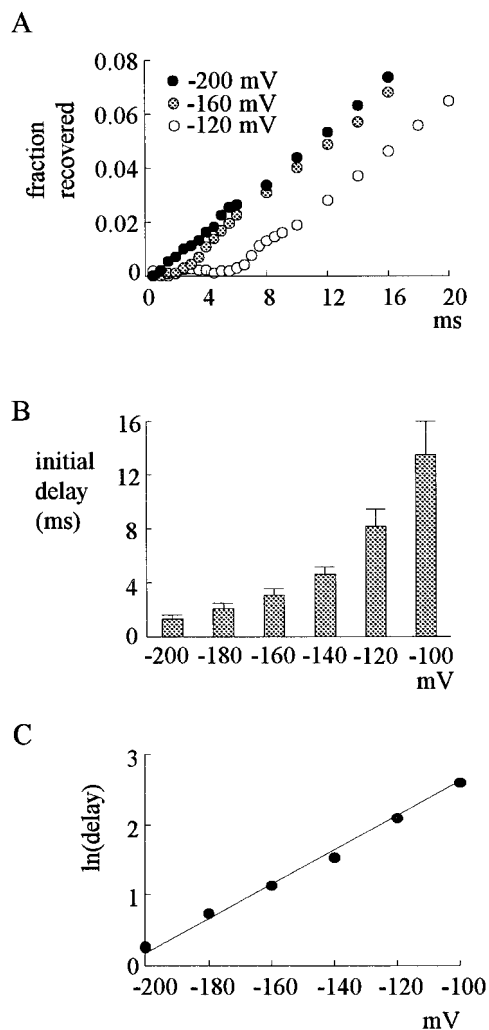 A
0.08
0.06
0.04
0.02
0
fraction
recovered
-200 mV
-160 mV
-120 mV
0 4 8 12 16 20
ms
B
16
12
8
4
0
initial
delay
(ms)
-200 -180 -160 -140 -120 -100
mV
C
3
2
1
0
ln(delay)
-200 -180 -160 -140 -120 -100
mV